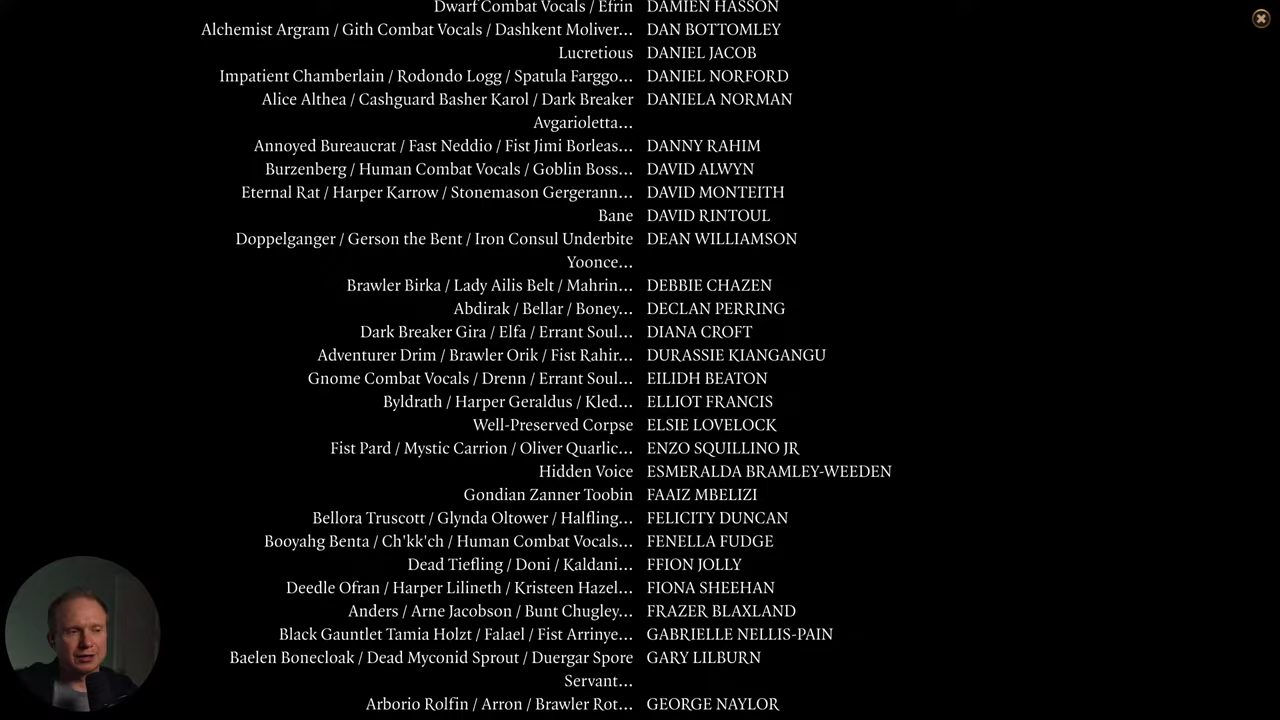 Dwarf Combat Vocals / Efrin DAMIEN HASSON
Alchemist Argram / Gith Combat Vocals / Dashkent Moliver... DAN BOTTOMLEY
Lucretious DANIEL JACOB
Impatient Chamberlain / Rodondo Logg / Spatula Farggo... DANIEL NORFORD
Alice Althea / Cashguard Basher Karol / Dark Breaker DANIELA NORMAN
Avgarioletta...
Annoyed Bureaucrat / Fast Neddio / Fist Jimi Borleas... DANNY RAHIM
Burzenberg / Human Combat Vocals / Goblin Boss... DAVID ALWYN
Eternal Rat / Harper Karrow / Stonemason Gergerann... DAVID MONTEITH
Bane DAVID RINTOUL
Doppelganger / Gerson the Bent / Iron Consul Underbite DEAN WILLIAMSON
Yoonce...
Brawler Birka / Lady Ailis Belt / Mahrin... DEBBIE CHAZEN
Abdirak / Bellar / Boney... DECLAN PERRING
Dark Breaker Gira / Elfa / Errant Soul... DIANA CROFT
Adventurer Drim / Brawler Orik / Fist Rahir... DURASSIE KIANGANGU
Gnome Combat Vocals / Drenn / Errant Soul... EILIDH BEATON
Byldrath / Harper Geraldus / Kled... ELLIOT FRANCIS
Well-Preserved Corpse ELSIE LOVELOCK
Fist Pard / Mystic Carrion / Oliver Quarlic... ENZO SQUILLINO JR
Hidden Voice ESMERALDA BRAMLEY-WEEDEN
Gondian Zanner Toobin FAAIZ MBELIZI
Bellora Truscott / Glynda Oltower / Halfling... FELICITY DUNCAN
Booyahg Benta / Ch'kk'ch / Human Combat Vocals... FENELLA FUDGE
Dead Tiefling / Doni / Kaldani... FFION JOLLY
Deedle Ofran / Harper Lilineth / Kristeen Hazel... FIONA SHEEHAN
Anders / Arne Jacobson / Bunt Chugley... FRAZER BLAXLAND
Black Gauntlet Tamia Holzt / Falael / Fist Arrinye... GABRIELLE NELLIS-PAIN
Baelen Bonecloak / Dead Myconid Sprout / Duergar Spore GARY LILBURN
Servant...
Arborio Rolfin / Arron / Brawler Rot... GEORGE NAYLOR